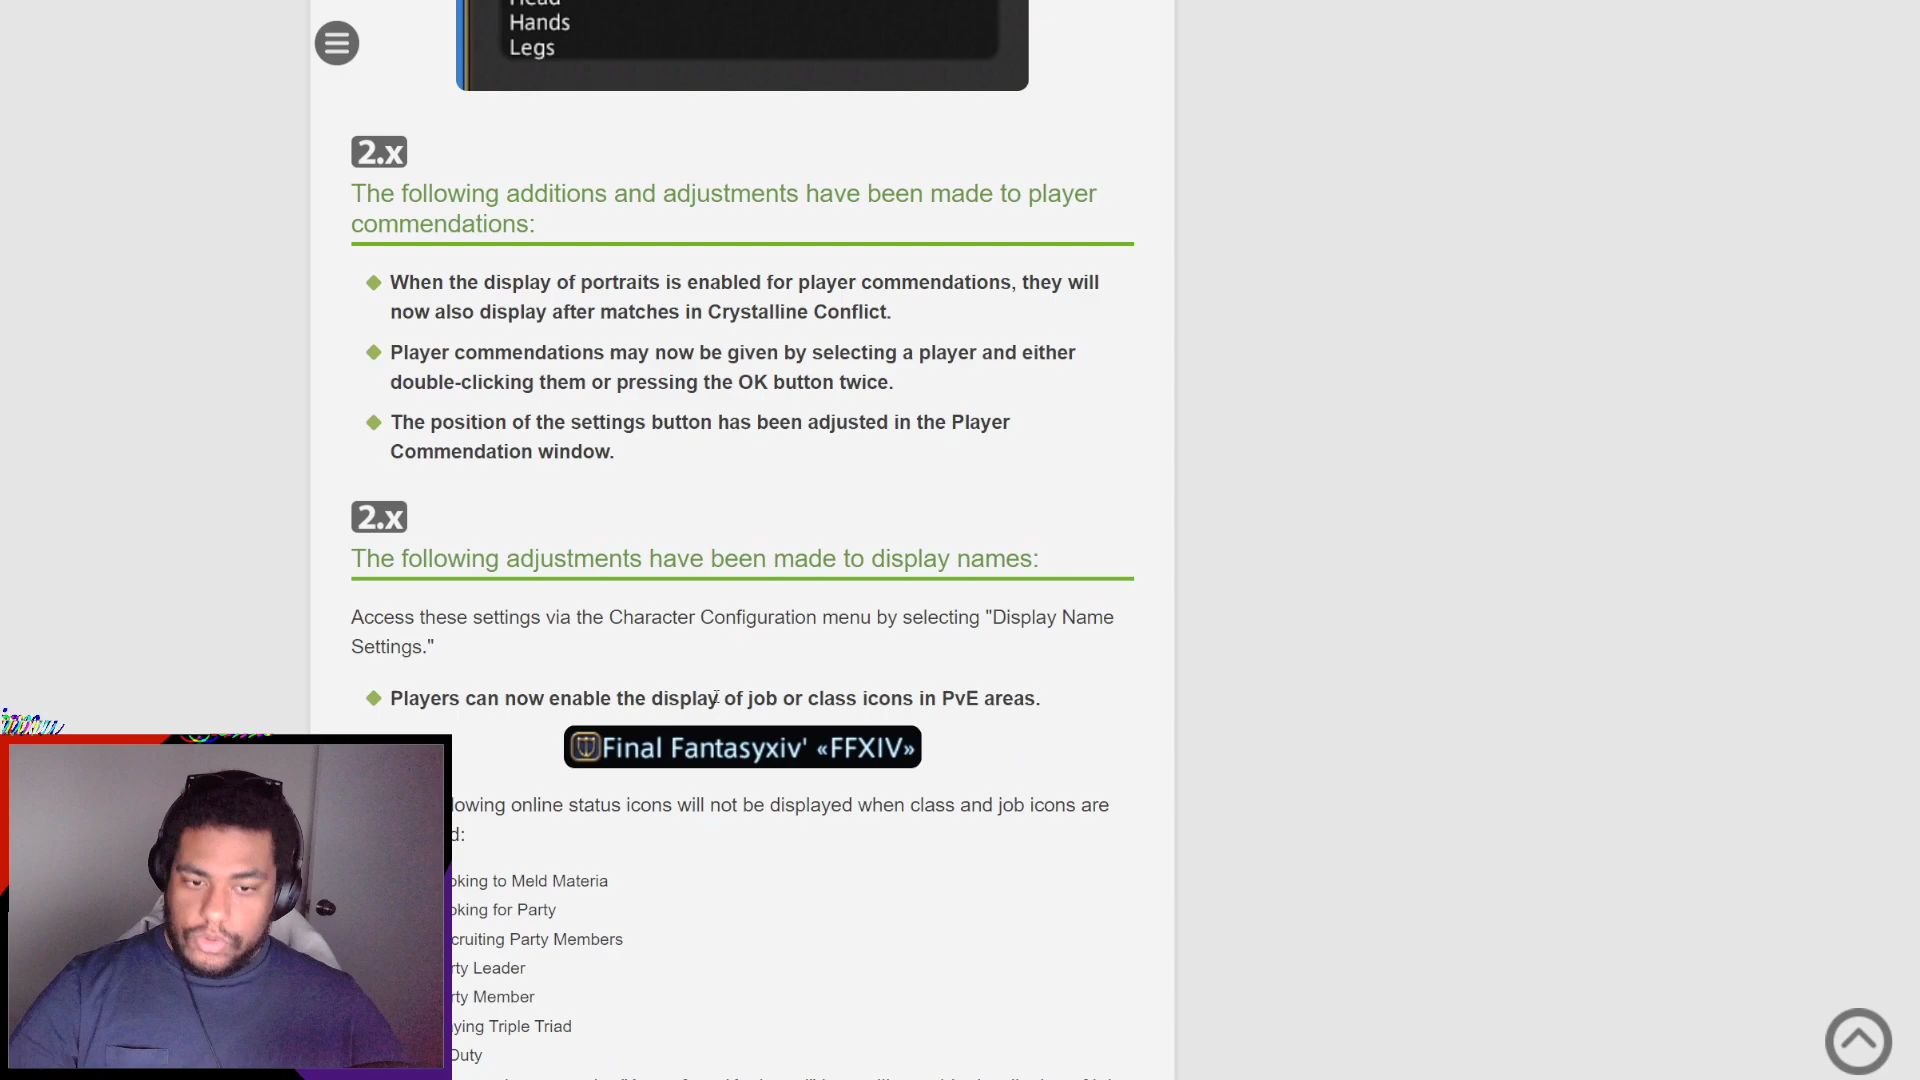 Hands
Legs
2.x
The following additions and adjustments have been made to player
commendations:
When the display of portraits is enabled for player commendations, they will
now also display after matches in Crystalline Conflict.
Player commendations may now be given by selecting a player and either
double-clicking them or pressing the OK button twice.
The position of the settings button has been adjusted in the Player
Commendation window.
2.x
The following adjustments have been made to display names:
Access these settings via the Character Configuration menu by selecting "Display Name
Settings."
Players can now enable the display of job or class icons in PvE areas.
Final Fantasyxiv' «FFXIV»
lowing online status icons will not be displayed when class and job icons are
d:
oking to Meld Materia
oking for Party
cruiting Party Members
rty Leader
rty Member
aying Triple Triad
Duty